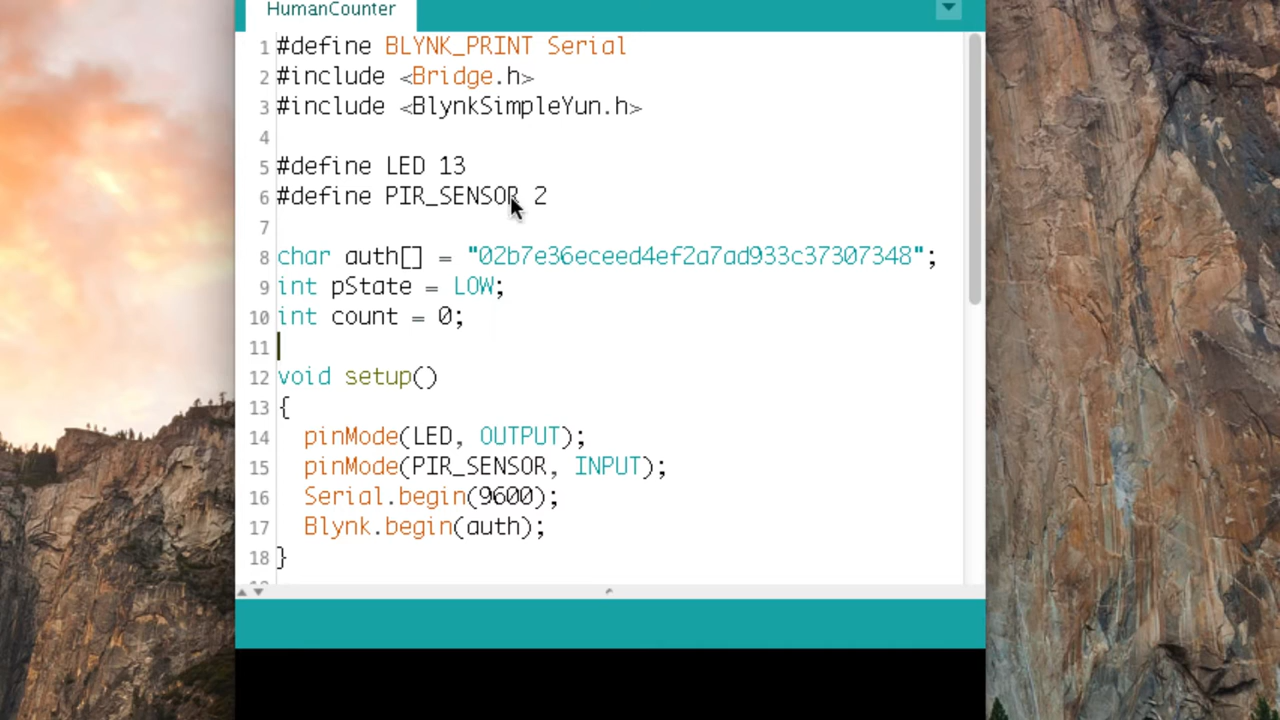 HumanCounter
1 #define BLYNK_PRINT Serial
2 #include <Bridge.h>
3 #include <BlynkSimpleYun.h>
4
5 #define LED 13
6 #define PIR_SENSOR 2
7
8 char auth[] = "02b7e36eceed4ef2a7ad933c37307348";
9 int pState = LOW;
10 int count = 0;
11
12 void setup()
13 {
14   pinMode(LED, OUTPUT);
15   pinMode(PIR_SENSOR, INPUT);
16   Serial.begin(9600);
17   Blynk.begin(auth);
18 }